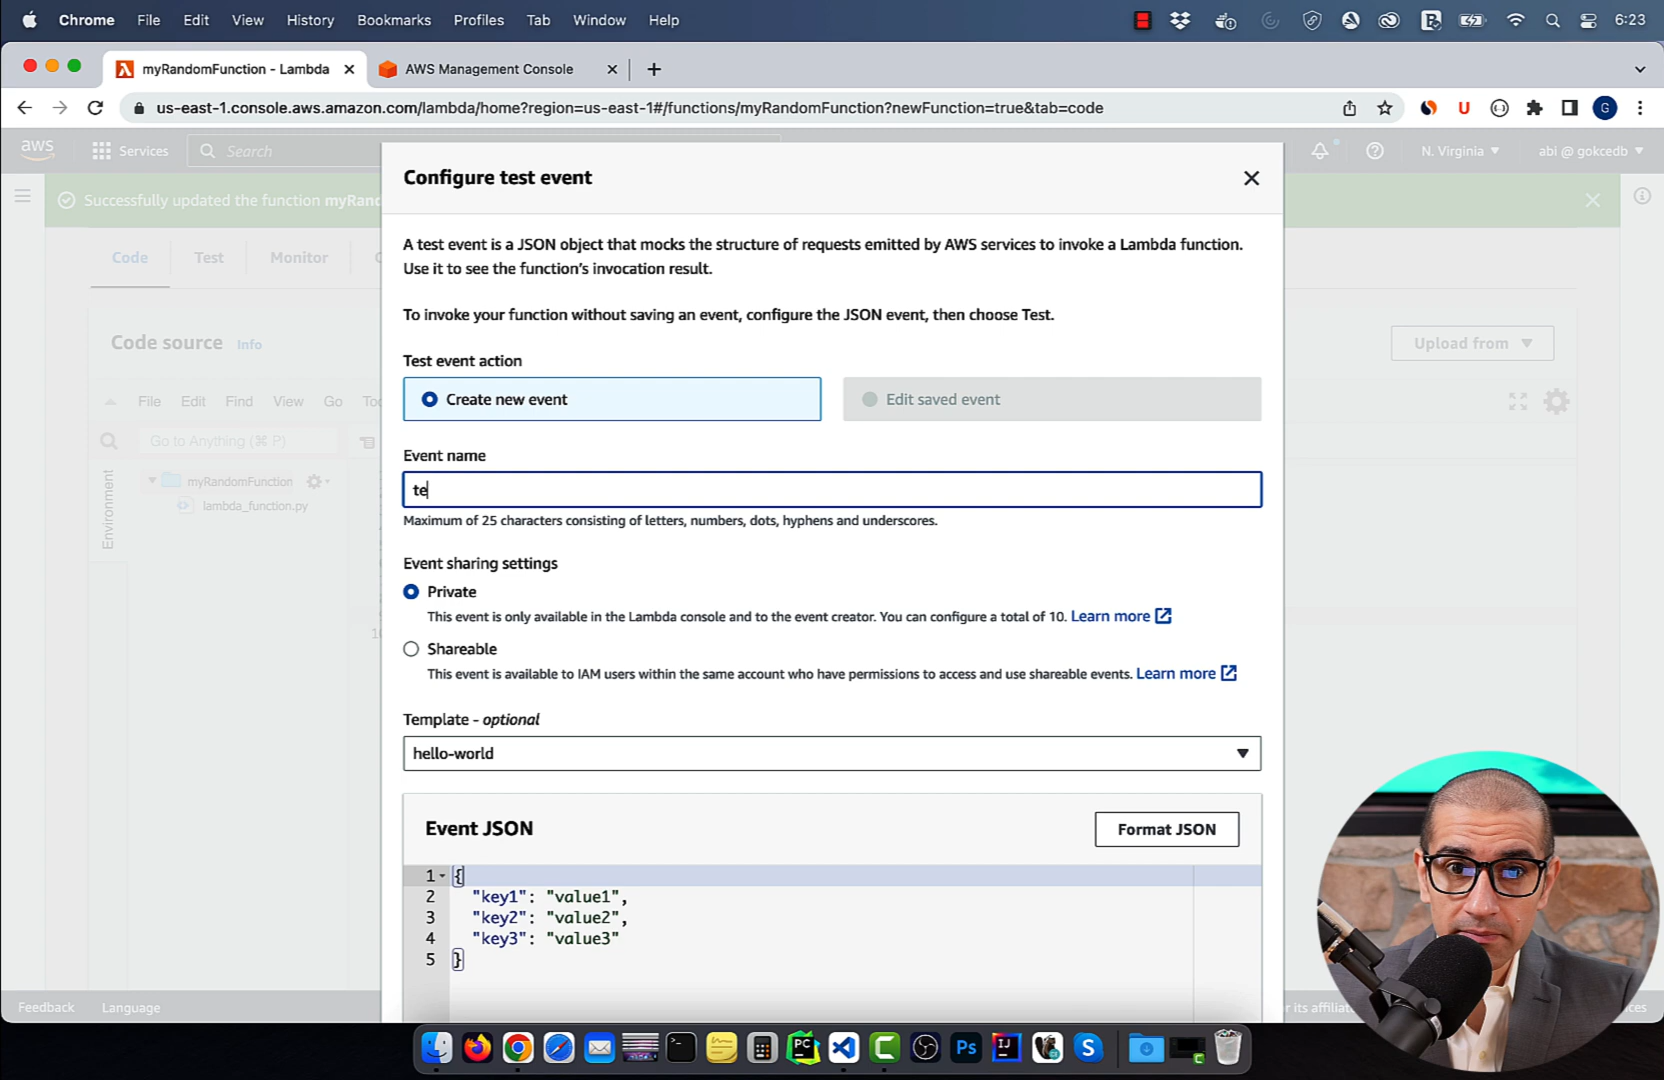 Chrome File Edit View History Bookmarks Profiles Tab Window Help 6:23
myRandomFunction - Lambda AWS Management Console
us-east-1.console.aws.amazon.com/lambda/home?region=us-east-1#/functions/myRandomFunction?newFunction=true&tab=code
U G
aws Services Search N. Virginia abi @ gokcedb
Configure test event
Successfully updated the function myRand
A test event is a JSON object that mocks the structure of requests emitted by AWS services to invoke a Lambda function.
Use it to see the function's invocation result.
Code Test Monitor C
To invoke your function without saving an event, configure the JSON event, then choose Test.
Code source Info Upload from
Test event action
Create new event Edit saved event
File Edit Find View Go Too
Go to Anything (⌘ P)
Event name
te
Maximum of 25 characters consisting of letters, numbers, dots, hyphens and underscores.
Environment
myRandomFunction
lambda_function.py
Event sharing settings
Private
This event is only available in the Lambda console and to the event creator. You can configure a total of 10. Learn more
Shareable
This event is available to IAM users within the same account who have permissions to access and use shareable events. Learn more
Template - optional
hello-world
Event JSON Format JSON
1 {
2 "key1": "value1",
3 "key2": "value2",
4 "key3": "value3"
5 }
Feedback Language
or its affiliat
PC C Ps IJ S